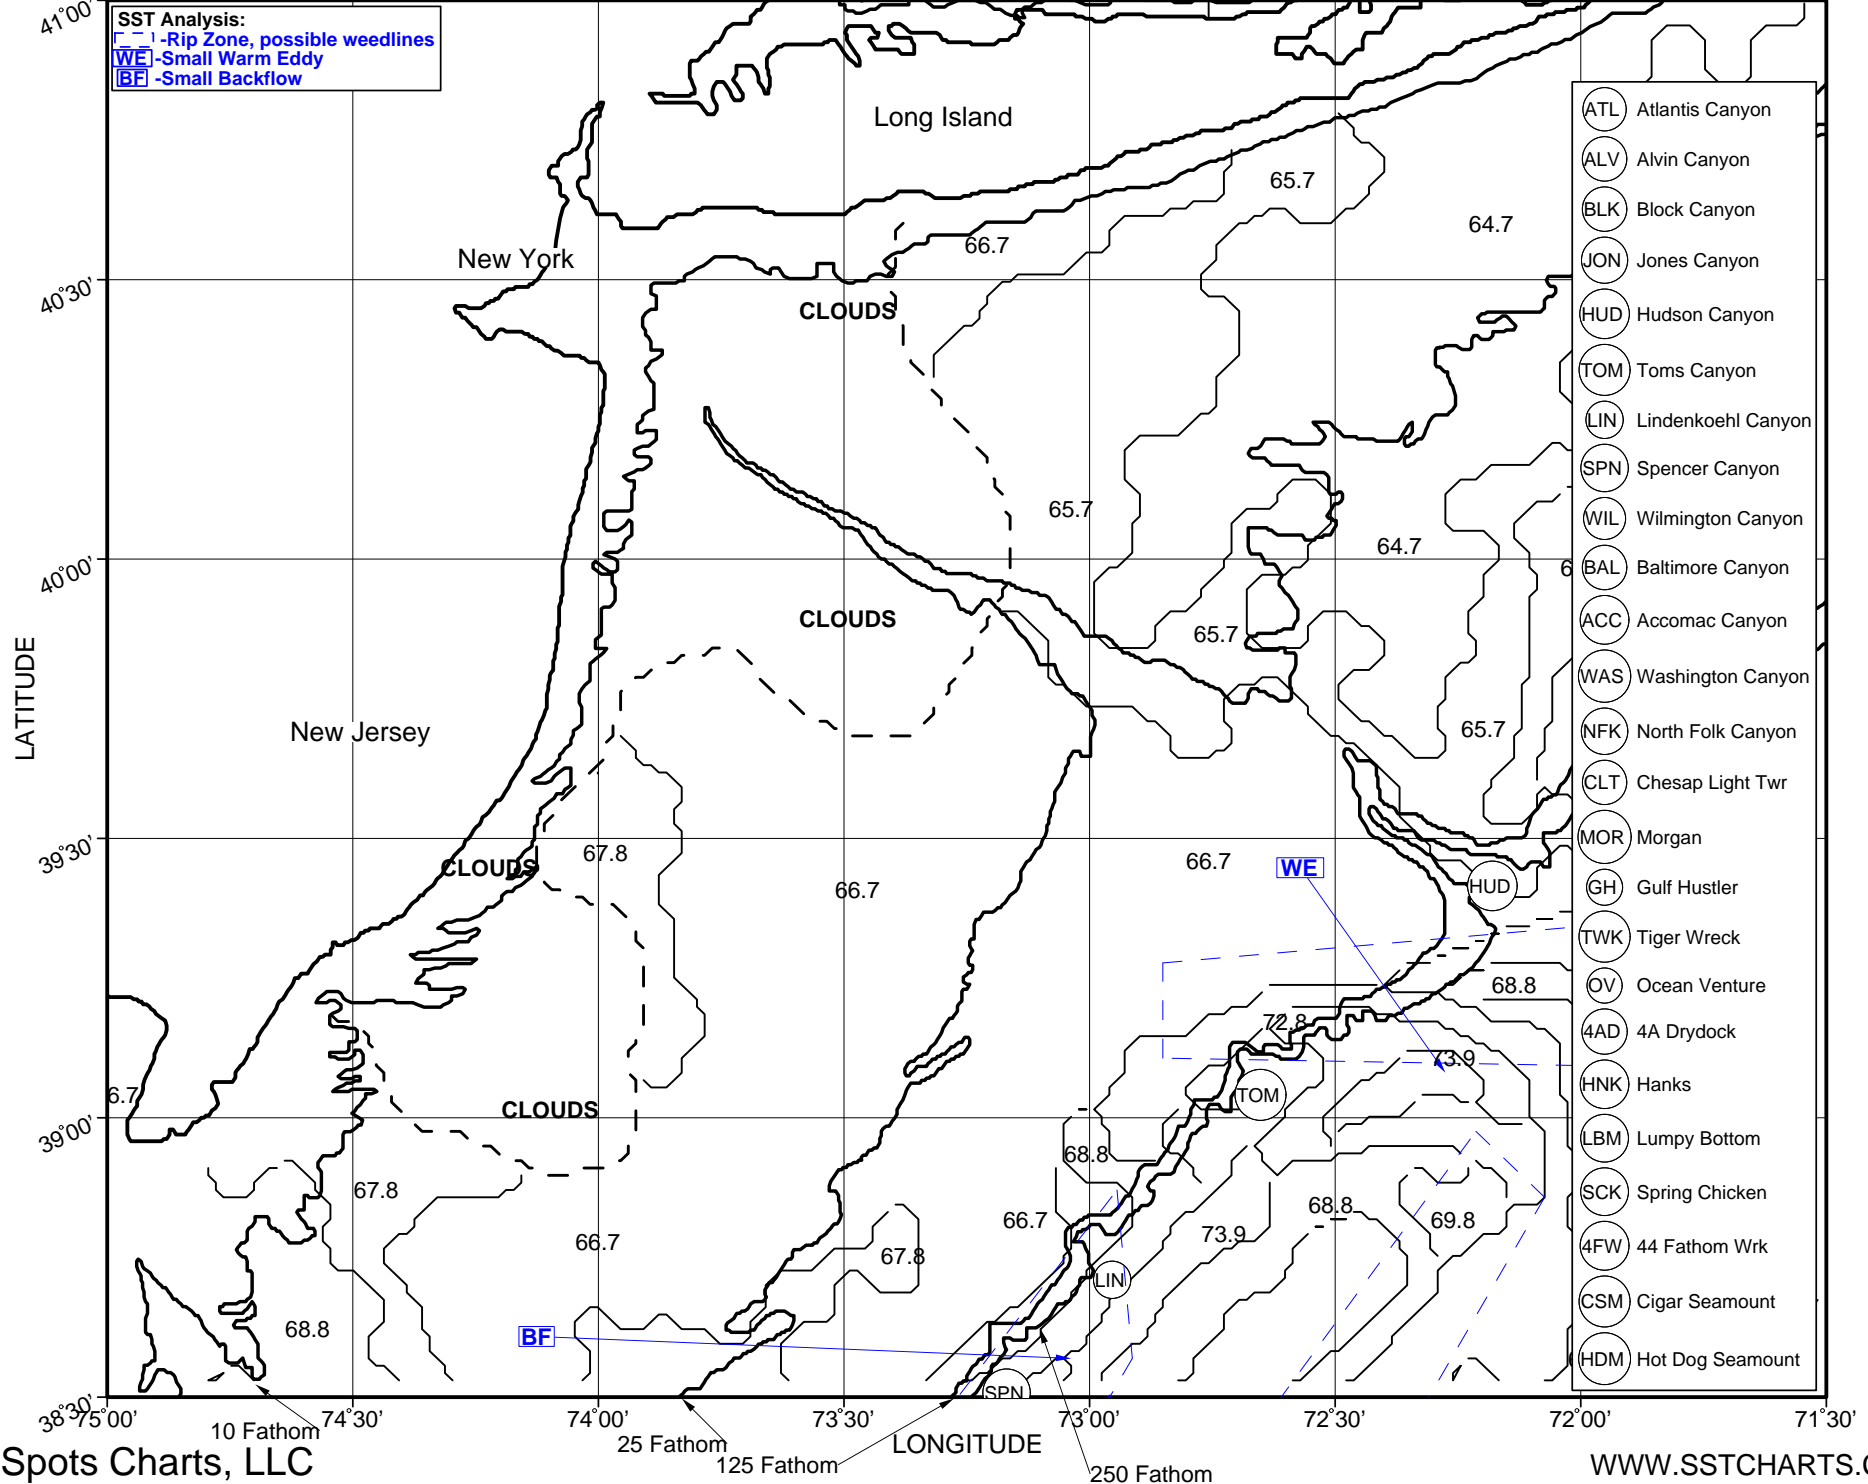 41°00'
SST Analysis:
-Rip Zone, possible weedlines
WE -Small Warm Eddy
BF -Small Backflow
Long Island
65.7
64.7
New York
66.7
40°30'
CLOUDS
65.7
64.7
40°00'
CLOUDS
65.7
LATITUDE
New Jersey
65.7
39°30'
67.8
CLOUDS
66.7
66.7
WE
HUD
68.8
72.8
73.9
6.7
TOM
CLOUDS
39°00'
68.8
67.8
66.7
68.8
69.8
66.7
73.9
67.8
LIN
68.8
BF
SPN
38°30'
ATL Atlantis Canyon
ALV Alvin Canyon
BLK Block Canyon
JON Jones Canyon
HUD Hudson Canyon
TOM Toms Canyon
LIN Lindenkoehl Canyon
SPN Spencer Canyon
WIL Wilmington Canyon
BAL Baltimore Canyon
ACC Accomac Canyon
WAS Washington Canyon
NFK North Folk Canyon
CLT Chesap Light Twr
MOR Morgan
GH Gulf Hustler
TWK Tiger Wreck
OV Ocean Venture
4AD 4A Drydock
HNK Hanks
LBM Lumpy Bottom
SCK Spring Chicken
4FW 44 Fathom Wrk
CSM Cigar Seamount
HDM Hot Dog Seamount
75°00' 74°30' 74°00' 73°30' 73°00' 72°30' 72°00' 71°30'
10 Fathom
25 Fathom
125 Fathom
LONGITUDE
250 Fathom
Spots Charts, LLC
WWW.SSTCHARTS.